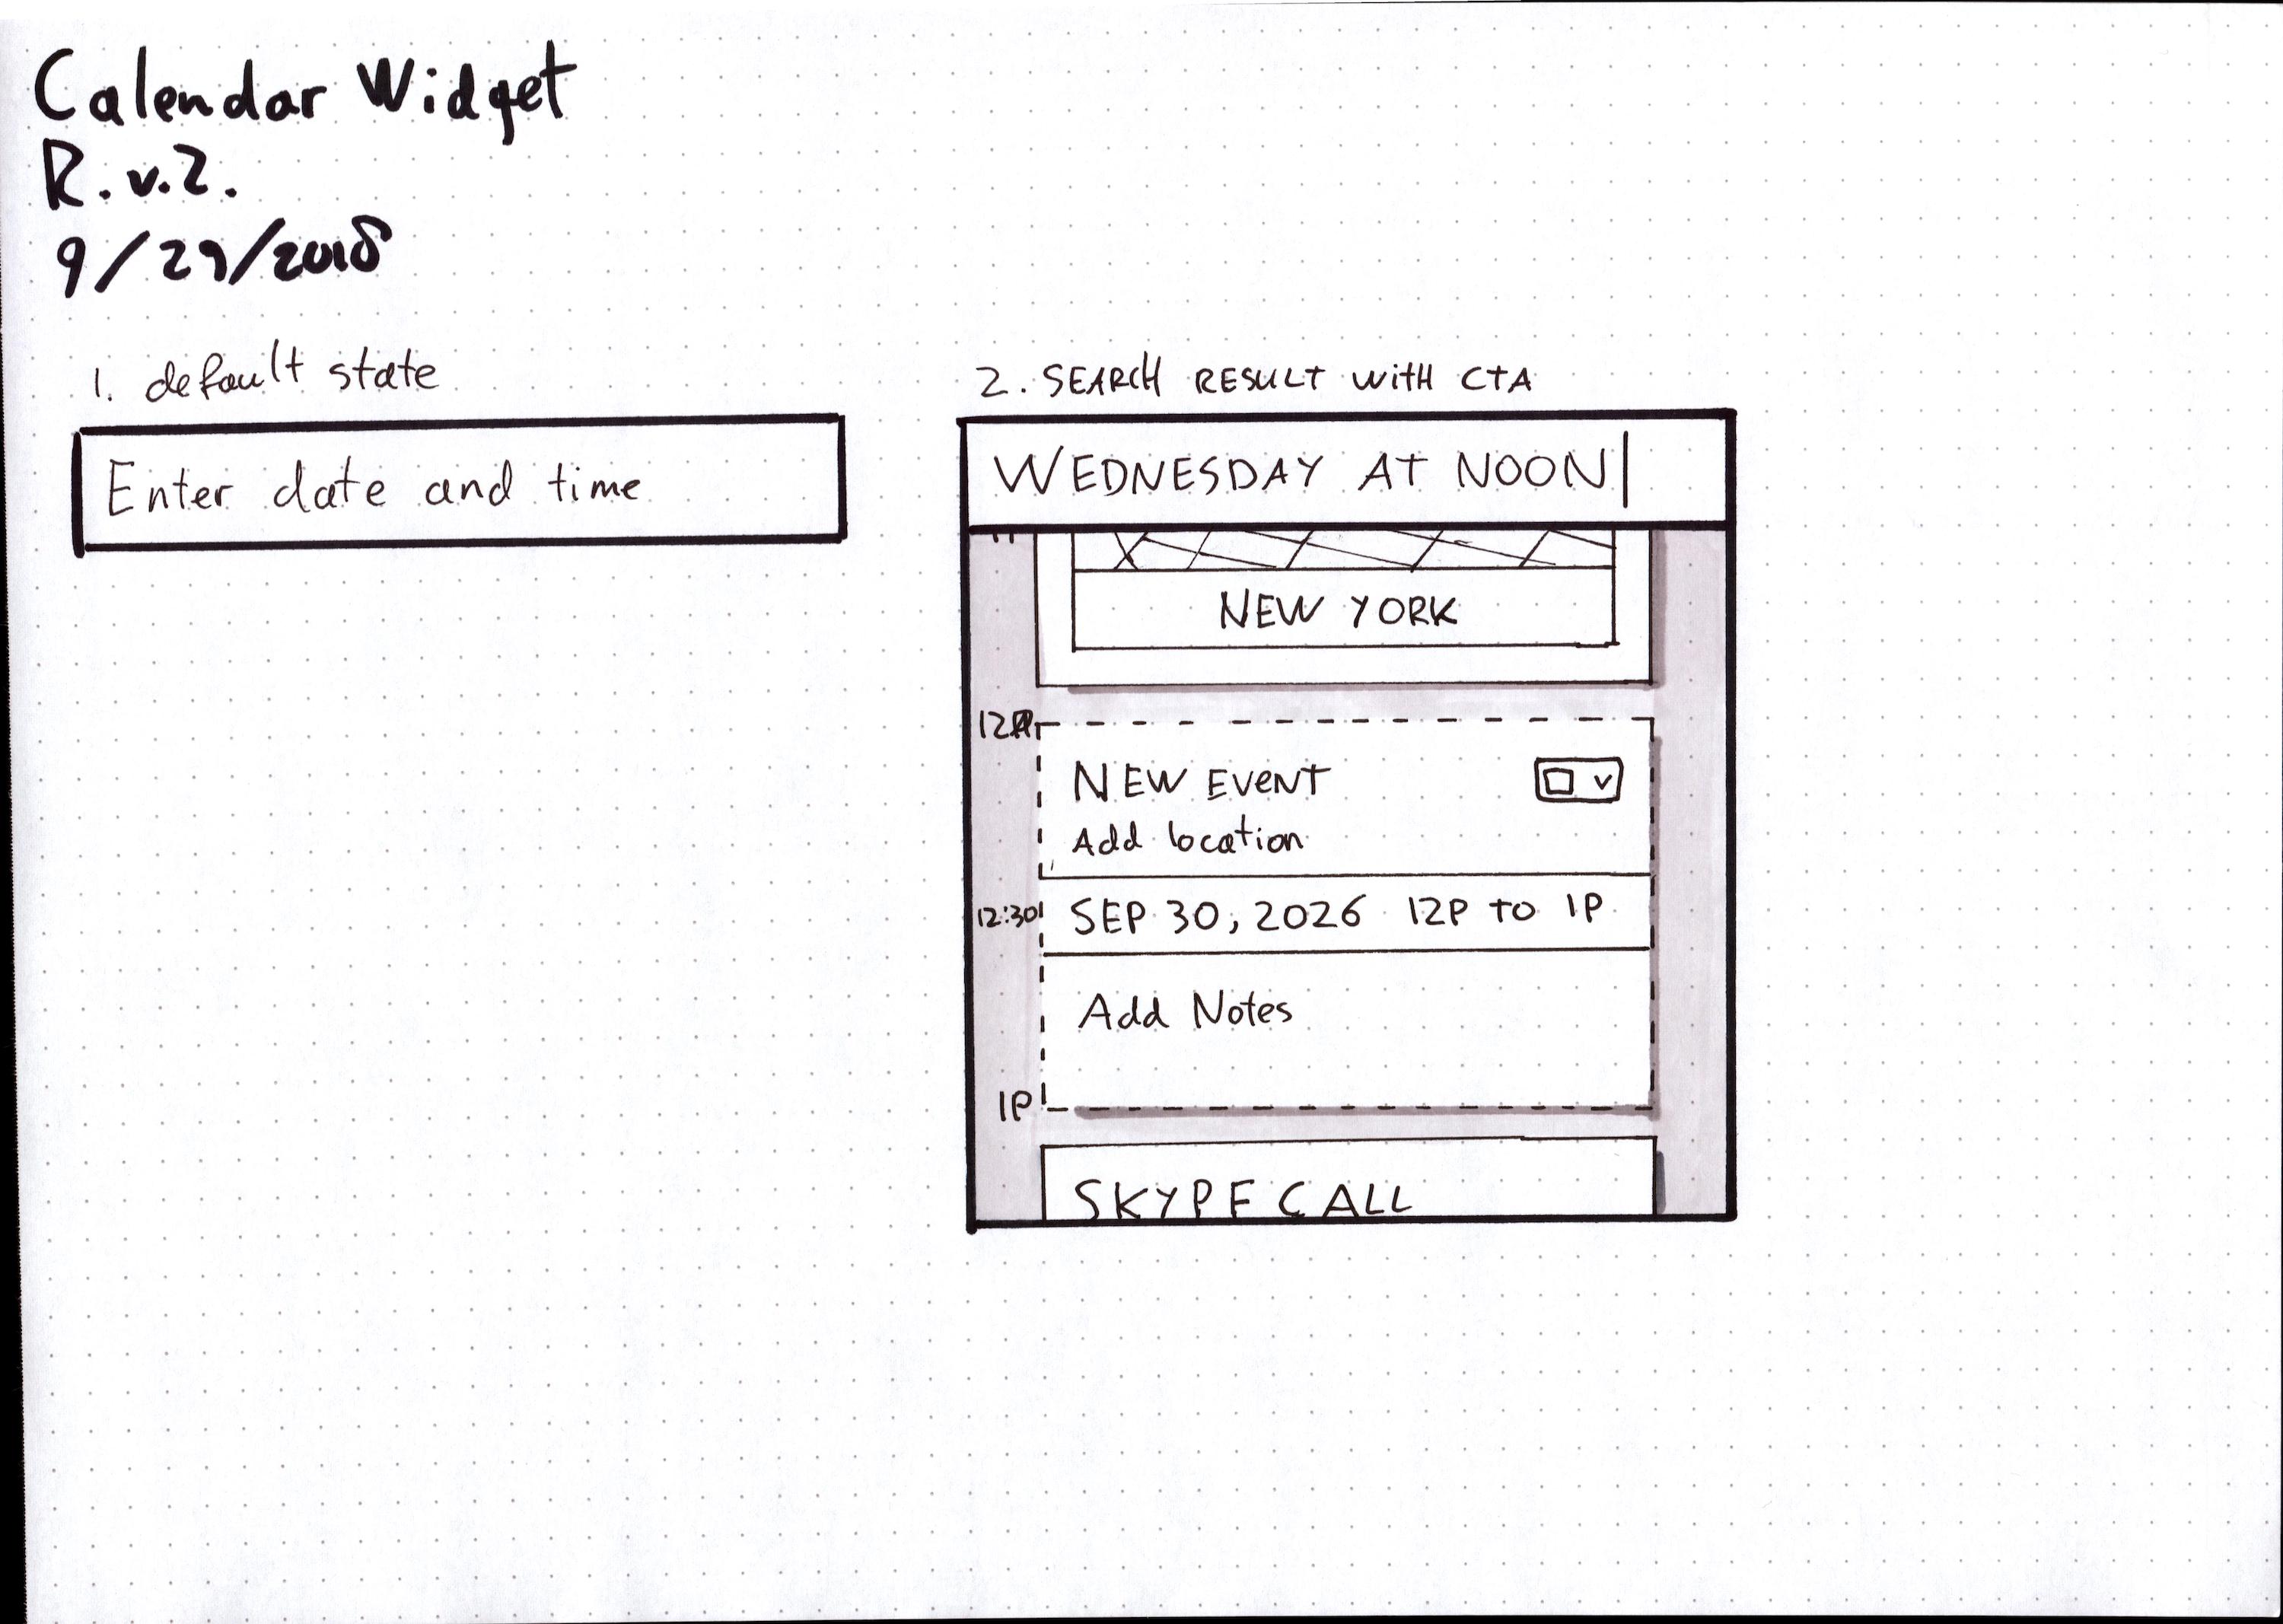 Calendar Widget
R.v.2.
9/29/2018
1. default state
Enter date and time
2. SEARCH RESULT WITH CTA
WEDNESDAY AT NOON
NEW YORK
12P
NEW EVENT
Add location
12:30 SEP 30, 2026 12P TO 1P
Add Notes
1P
SKYPE CALL